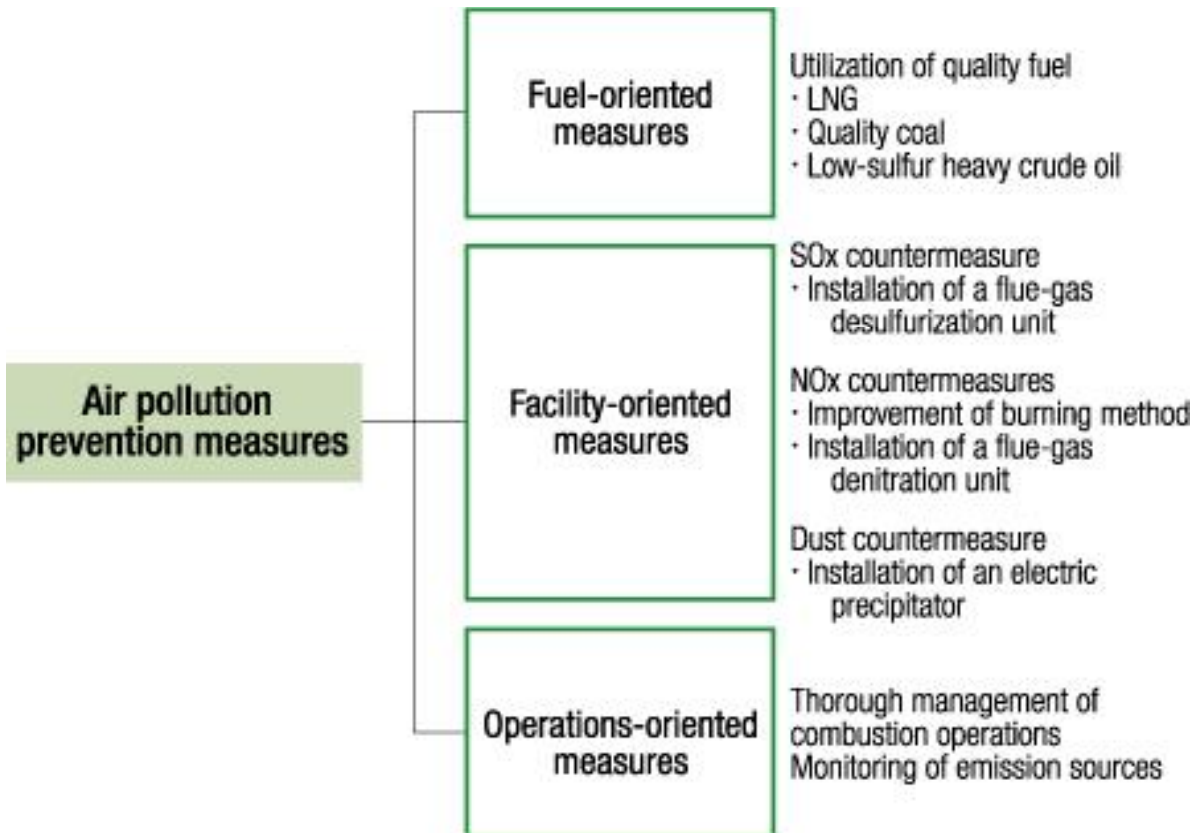 Air pollution
prevention measures
Fuel-oriented
measures
Utilization of quality fuel
· LNG
· Quality coal
· Low-sulfur heavy crude oil
Facility-oriented
measures
SOx countermeasure
· Installation of a flue-gas
desulfurization unit
NOx countermeasures
· Improvement of burning method
· Installation of a flue-gas
denitration unit
Dust countermeasure
· Installation of an electric
precipitator
Operations-oriented
measures
Thorough management of
combustion operations
Monitoring of emission sources